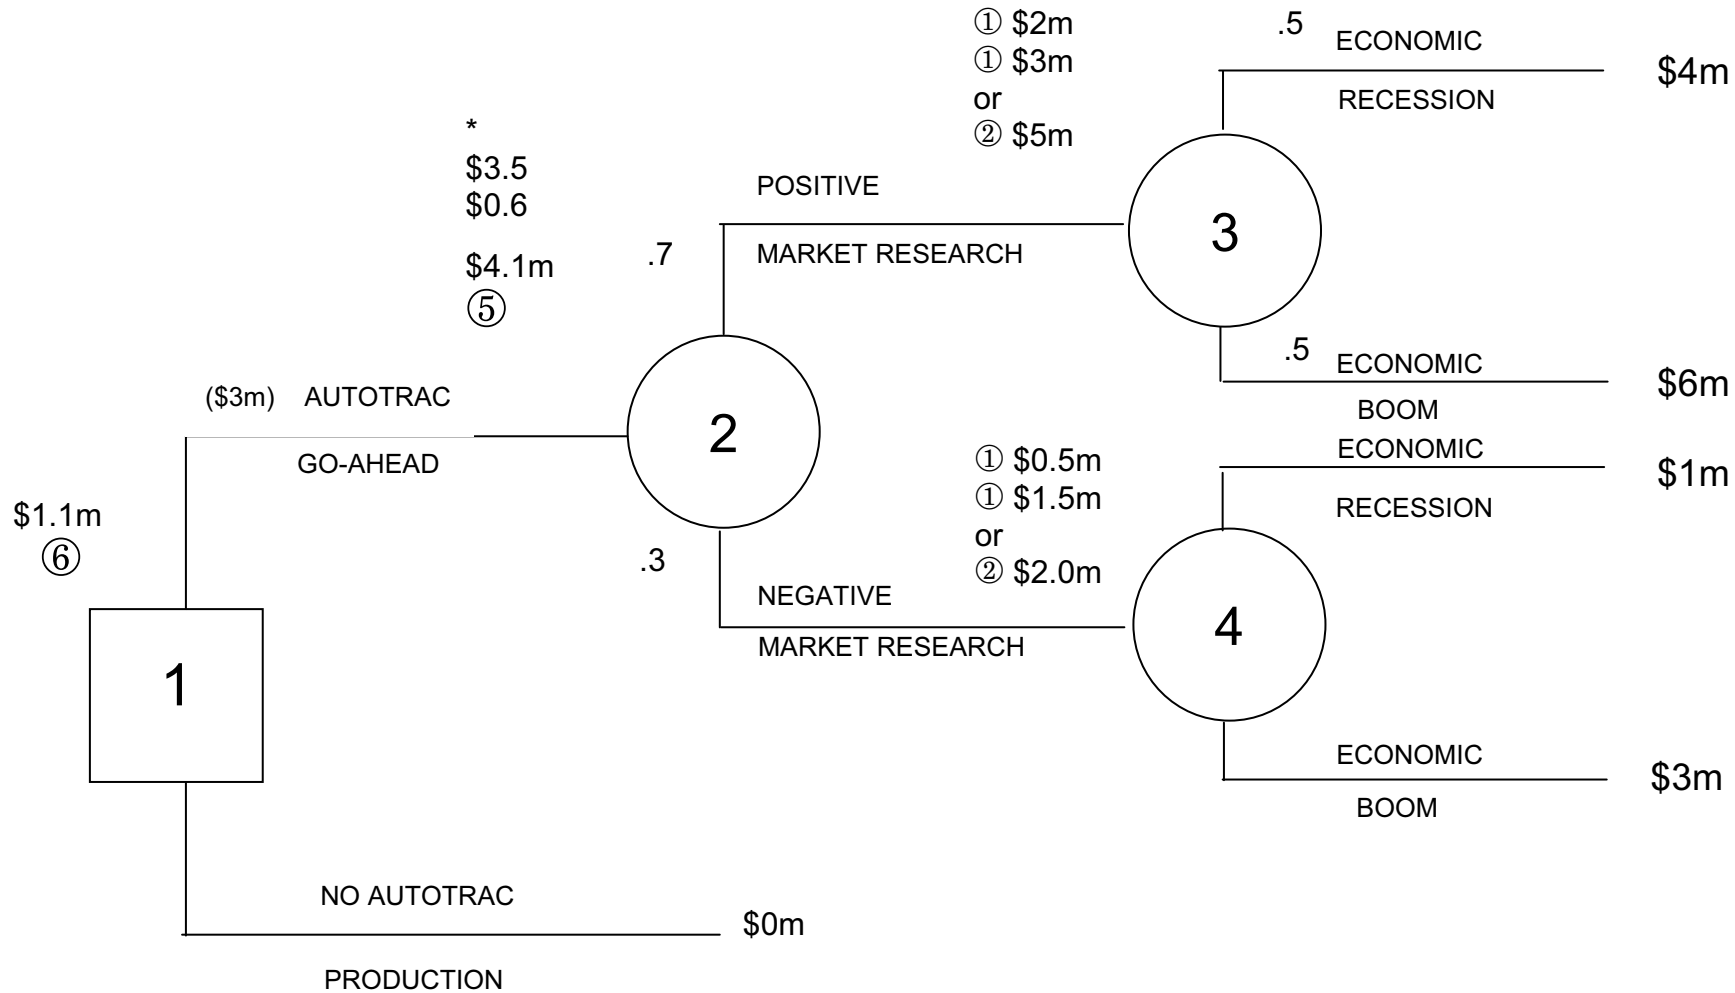 ① $2m
① $3m
or
② $5m
.5
ECONOMIC
RECESSION
$4m
*
$3.5
$0.6
$4.1m
⑤
.7
POSITIVE
MARKET RESEARCH
3
.5
ECONOMIC
BOOM
$6m
($3m) AUTOTRAC
GO-AHEAD
2
① $0.5m
① $1.5m
or
② $2.0m
ECONOMIC
RECESSION
$1m
$1.1m
⑥
.3
NEGATIVE
MARKET RESEARCH
4
1
ECONOMIC
BOOM
$3m
NO AUTOTRAC
PRODUCTION
$0m